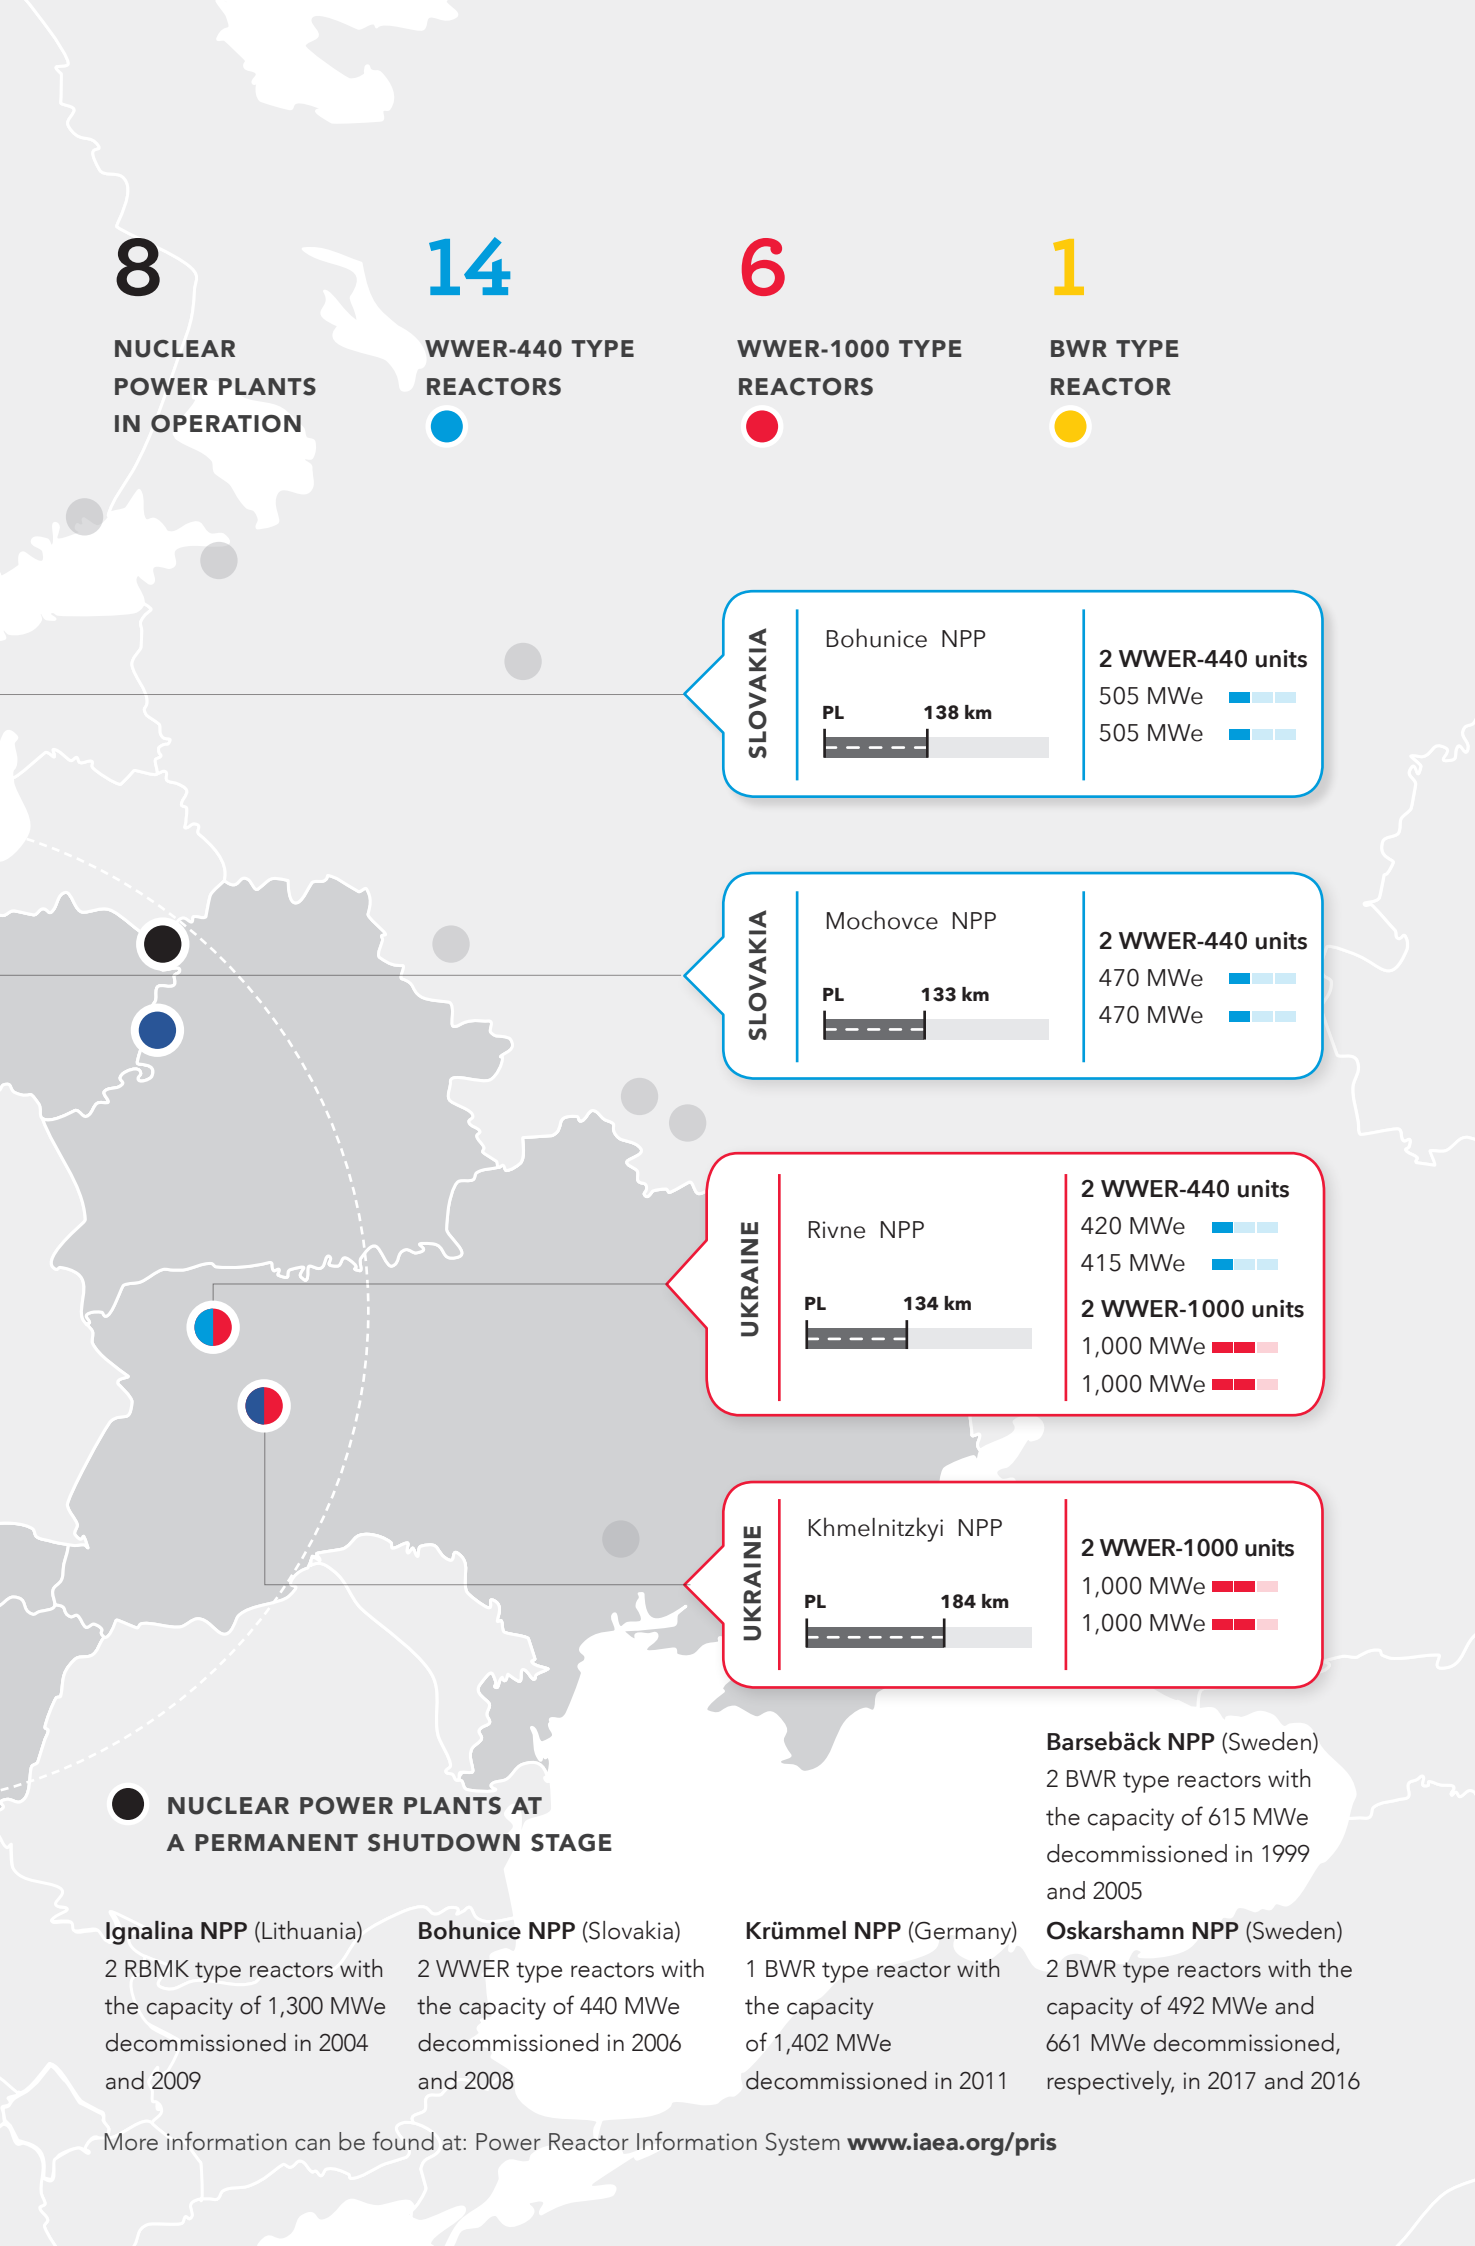 8
NUCLEAR
POWER PLANTS
IN OPERATION
14
WWER-440 TYPE
REACTORS
6
WWER-1000 TYPE
REACTORS
1
BWR TYPE
REACTOR
SLOVAKIA
Bohunice NPP
PL 138 km
2 WWER-440 units
505 MWe
505 MWe
SLOVAKIA
Mochovce NPP
PL 133 km
2 WWER-440 units
470 MWe
470 MWe
UKRAINE
Rivne NPP
PL 134 km
2 WWER-440 units
420 MWe
415 MWe
2 WWER-1000 units
1,000 MWe
1,000 MWe
UKRAINE
Khmelnitzkyi NPP
PL 184 km
2 WWER-1000 units
1,000 MWe
1,000 MWe
NUCLEAR POWER PLANTS AT
A PERMANENT SHUTDOWN STAGE
Ignalina NPP (Lithuania)
2 RBMK type reactors with
the capacity of 1,300 MWe
decommissioned in 2004
and 2009
Bohunice NPP (Slovakia)
2 WWER type reactors with
the capacity of 440 MWe
decommissioned in 2006
and 2008
Krümmel NPP (Germany)
1 BWR type reactor with
the capacity
of 1,402 MWe
decommissioned in 2011
Barsebäck NPP (Sweden)
2 BWR type reactors with
the capacity of 615 MWe
decommissioned in 1999
and 2005
Oskarshamn NPP (Sweden)
2 BWR type reactors with the
capacity of 492 MWe and
661 MWe decommissioned,
respectively, in 2017 and 2016
More information can be found at: Power Reactor Information System www.iaea.org/pris